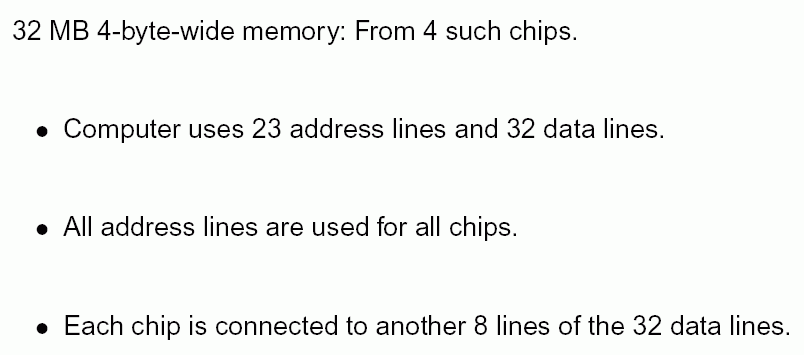 32 MB 4-byte-wide memory: From 4 such chips.
● Computer uses 23 address lines and 32 data lines.
● All address lines are used for all chips.
● Each chip is connected to another 8 lines of the 32 data lines.